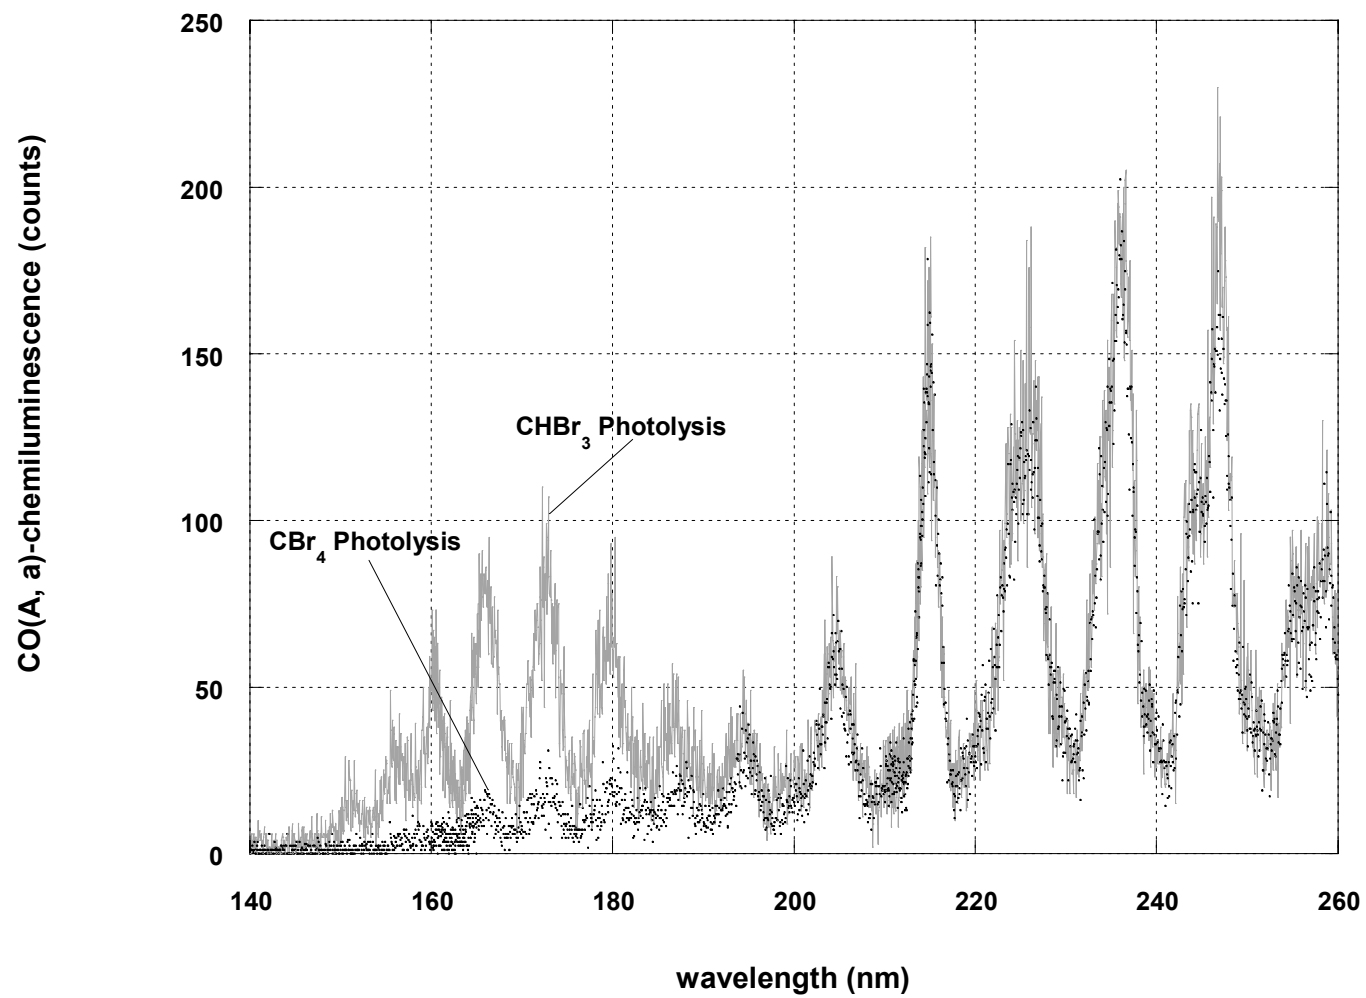 250
200
150
100
50
0
CO(A, a)-chemiluminescence (counts)
CHBr3 Photolysis
CBr4 Photolysis
140 160 180 200 220 240 260
wavelength (nm)